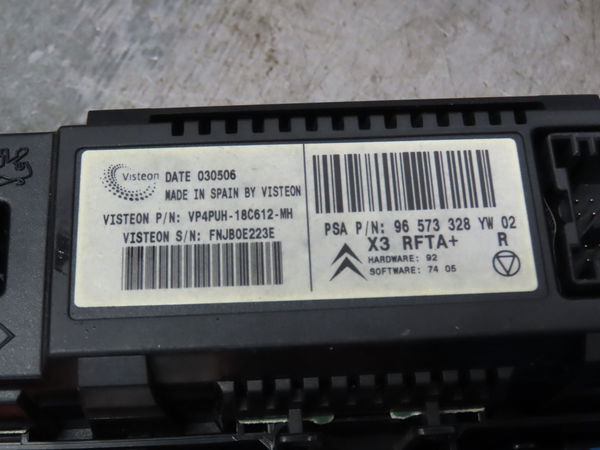 Visteon
DATE 030506
MADE IN SPAIN BY VISTEON
VISTEON P/N: VP4PUH-18C612-MH
VISTEON S/N: FNJB0E223E
PSA P/N: 96 573 328 YW 02
X3 RFTA+ R
HARDWARE: 92
SOFTWARE: 74 05